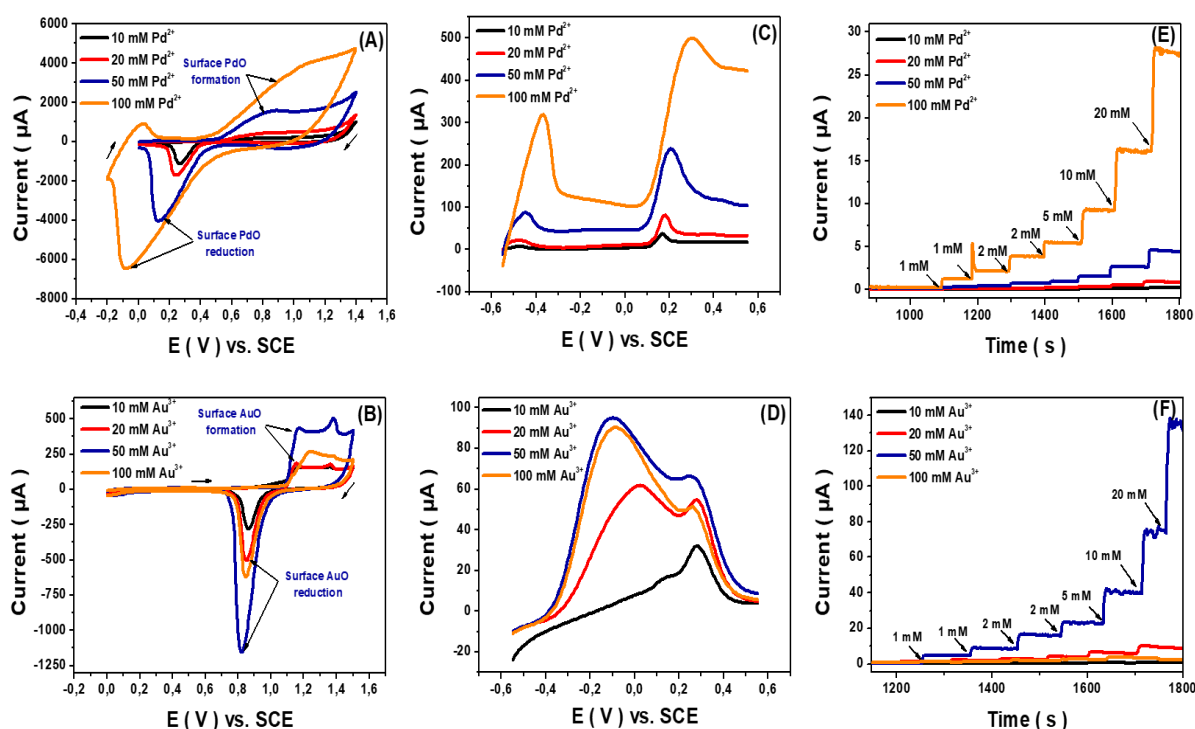 (A)
10 mM Pd²⁺
20 mM Pd²⁺
50 mM Pd²⁺
100 mM Pd²⁺
Surface PdO
formation
Surface PdO
reduction
Current ( µA)
6000
4000
2000
0
-2000
-4000
-6000
-8000
-0,4 -0,2 0,0 0,2 0,4 0,6 0,8 1,0 1,2 1,4 1,6
E ( V ) vs. SCE
(C)
10 mM Pd²⁺
20 mM Pd²⁺
50 mM Pd²⁺
100 mM Pd²⁺
Current ( µA)
500
400
300
200
100
0
-100
-0,6 -0,4 -0,2 0,0 0,2 0,4 0,6
E ( V ) vs. SCE
(E)
10 mM Pd²⁺
20 mM Pd²⁺
50 mM Pd²⁺
100 mM Pd²⁺
1 mM
1 mM
2 mM
2 mM
5 mM
10 mM
20 mM
Current ( µA)
30
25
20
15
10
5
0
1000 1200 1400 1600 1800
Time ( s )
(B)
10 mM Au³⁺
20 mM Au³⁺
50 mM Au³⁺
100 mM Au³⁺
Surface AuO
formation
Surface AuO
reduction
Current ( µA)
500
250
0
-250
-500
-750
-1000
-1250
-0,2 0,0 0,2 0,4 0,6 0,8 1,0 1,2 1,4 1,6
E ( V ) vs. SCE
(D)
10 mM Au³⁺
20 mM Au³⁺
50 mM Au³⁺
100 mM Au³⁺
Current ( µA)
100
80
60
40
20
0
-20
-0,6 -0,4 -0,2 0,0 0,2 0,4 0,6
E ( V ) vs. SCE
(F)
10 mM Au³⁺
20 mM Au³⁺
50 mM Au³⁺
100 mM Au³⁺
1 mM
1 mM
2 mM
2 mM
5 mM
10 mM
20 mM
Current ( µA)
140
120
100
80
60
40
20
0
1200 1400 1600 1800
Time ( s )